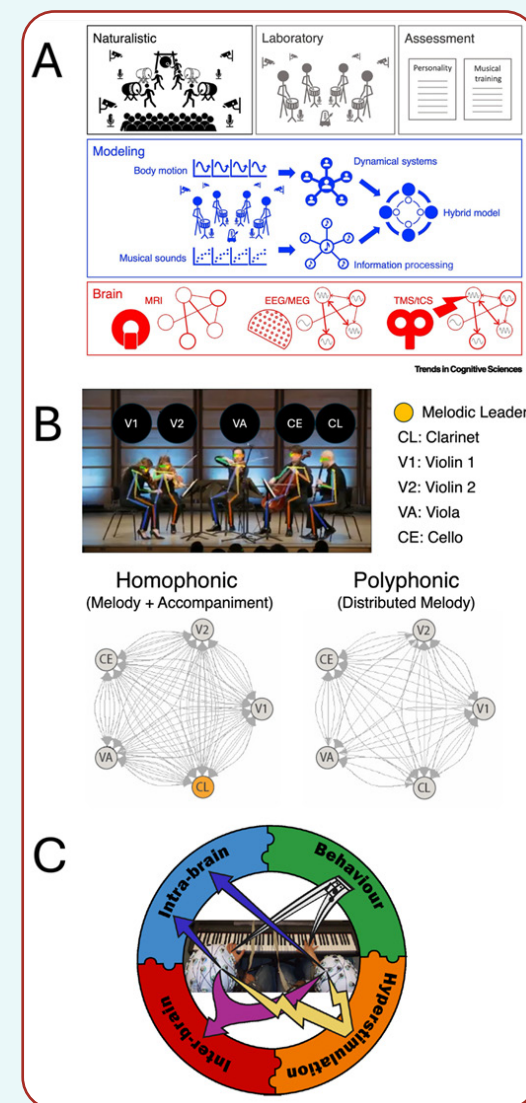 A
Naturalistic
Laboratory
Assessment
Personality
Musical
training
Modeling
Body motion
Dynamical systems
Hybrid model
Musical sounds
Information processing
Brain
MRI
EEG/MEG
TMS/tCS
Trends in Cognitive Sciences
B
V1 V2 VA CE CL
Melodic Leader
CL: Clarinet
V1: Violin 1
V2: Violin 2
VA: Viola
CE: Cello
Homophonic
(Melody + Accompaniment)
V2
CE
V1
VA
CL
Polyphonic
(Distributed Melody)
V2
CE
V1
VA
CL
C
Intra-brain
Behaviour
Inter-brain
Hyperstimulation